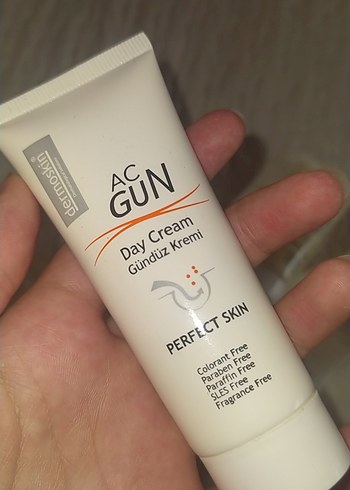 dermoskin
AC
GUN
Day Cream
Gündüz Kremi
PERFECT SKIN
Colorant Free
Paraben Free
Paraffin Free
SLES Free
Fragrance Free